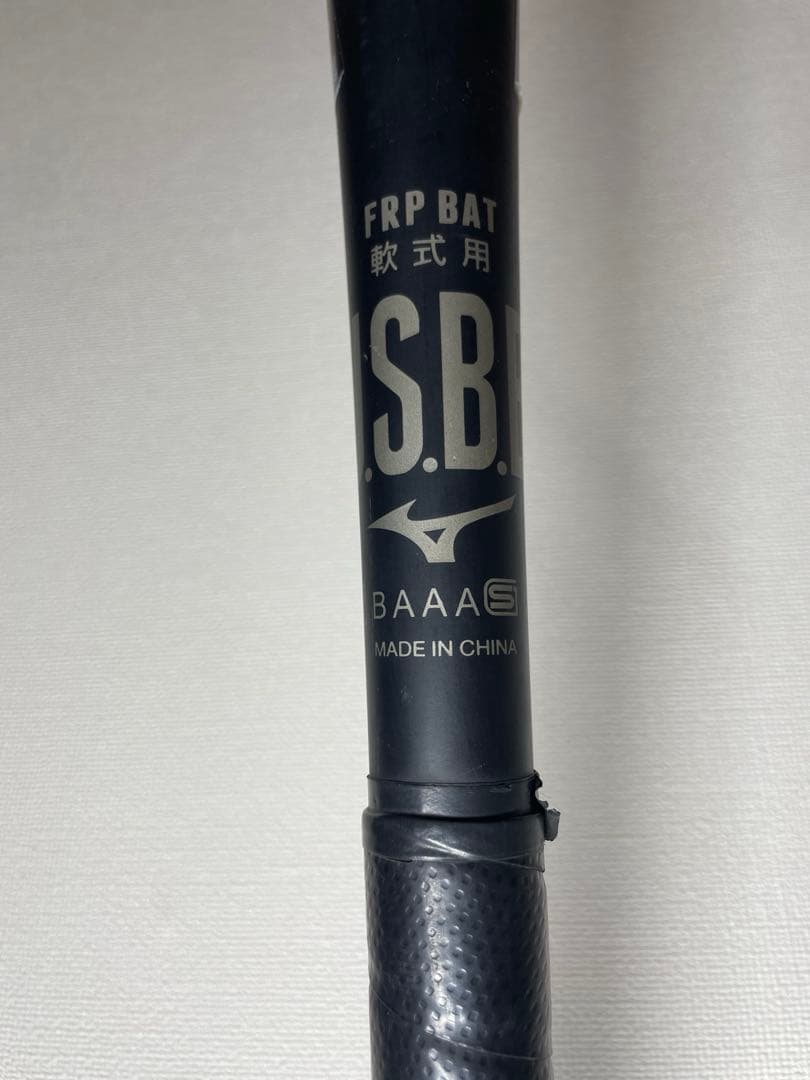 FRP BAT
軟式用
.S.B.
BAAA S
MADE IN CHINA